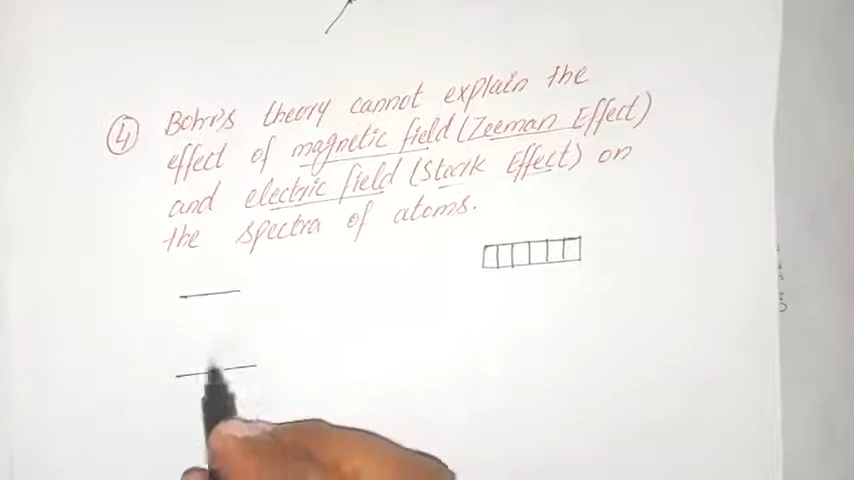 ④ Bohr's theory cannot explain the
effect of magnetic field (Zeeman Effect)
and electric field (Stark Effect) on
the spectra of atoms.